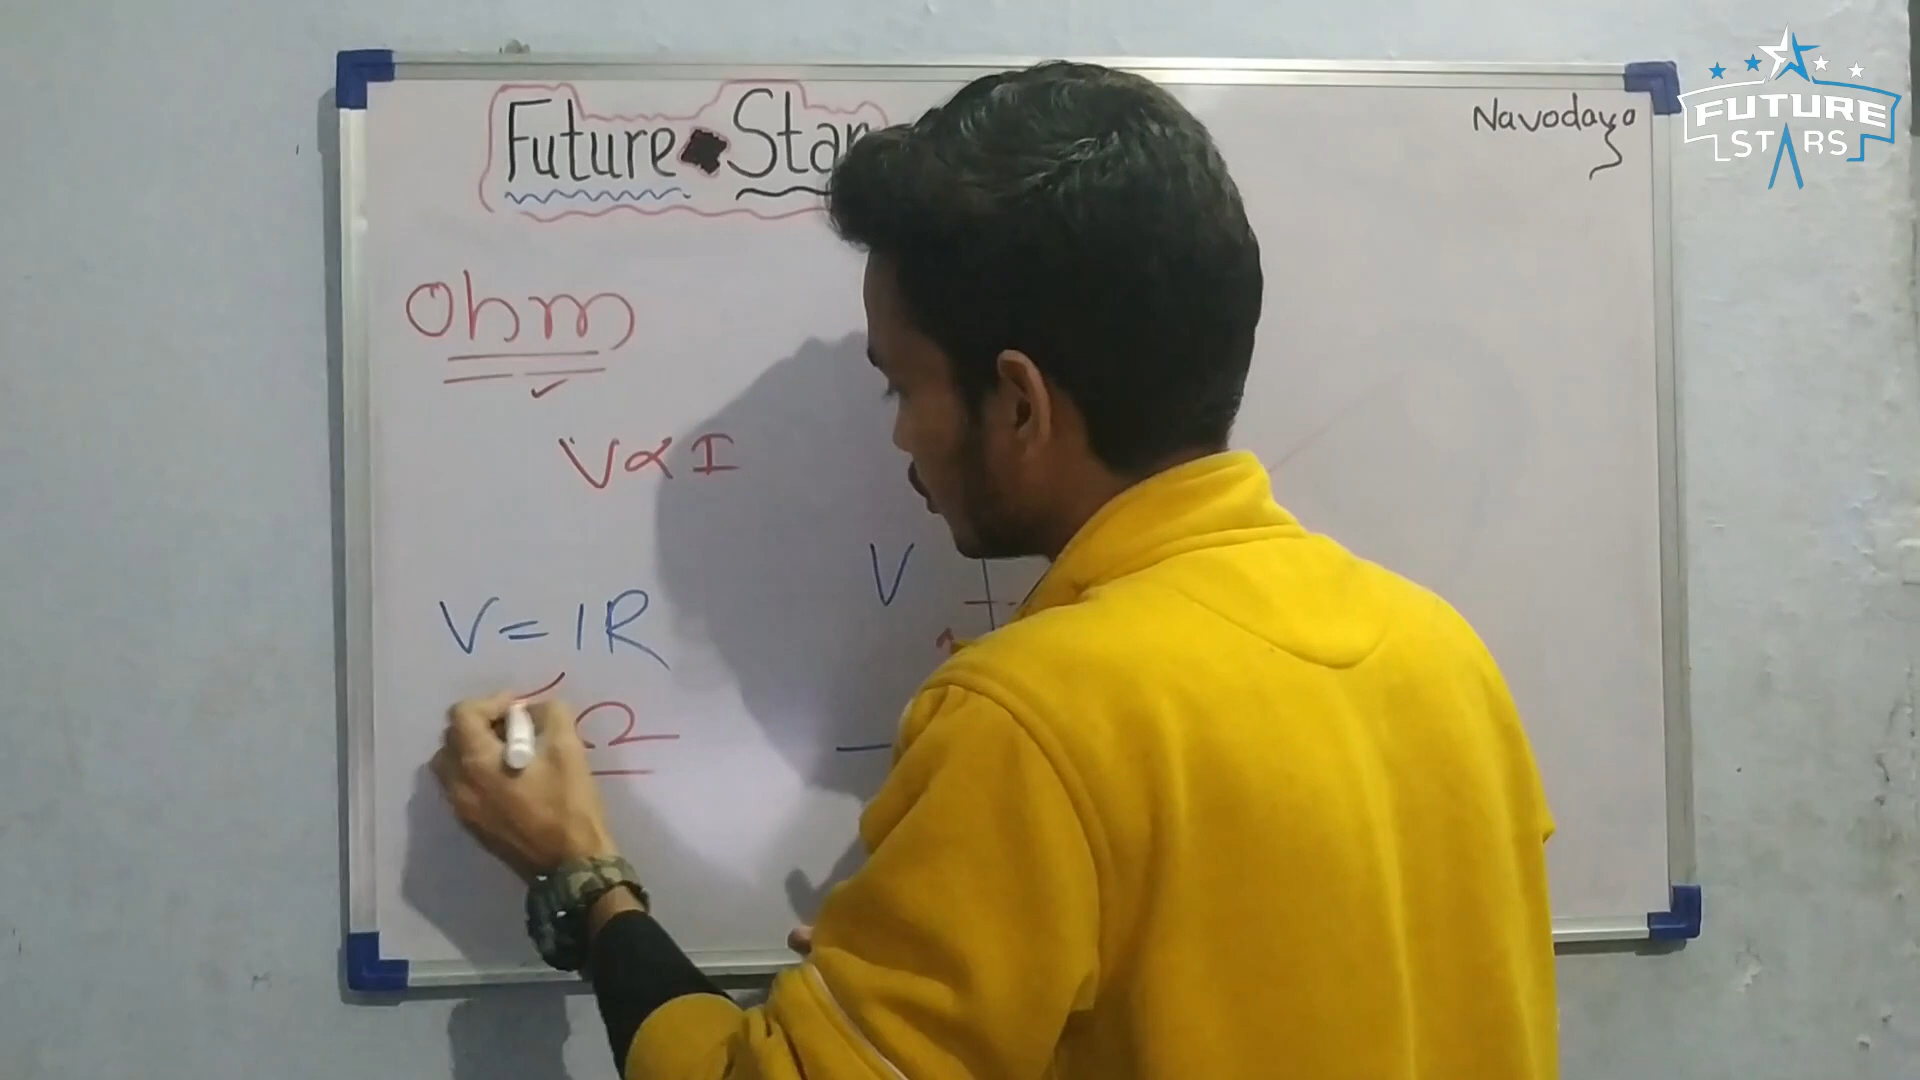 Future Star
Navodaya
FUTURE
STARS
Ohm
V ∝ I
V
V = IR
Ω